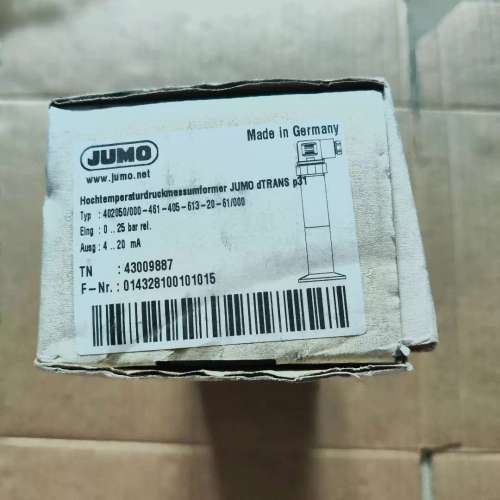 JUMO
www.jumo.net
Made in Germany
Hochtemperaturdruckmessumformer JUMO dTRANS p31
Typ : 402050/000-461-405-613-20-61/000
Eing : 0 .. 25 bar rel.
Ausg : 4 .. 20 mA
TN : 43009887
F-Nr. : 014328100101015